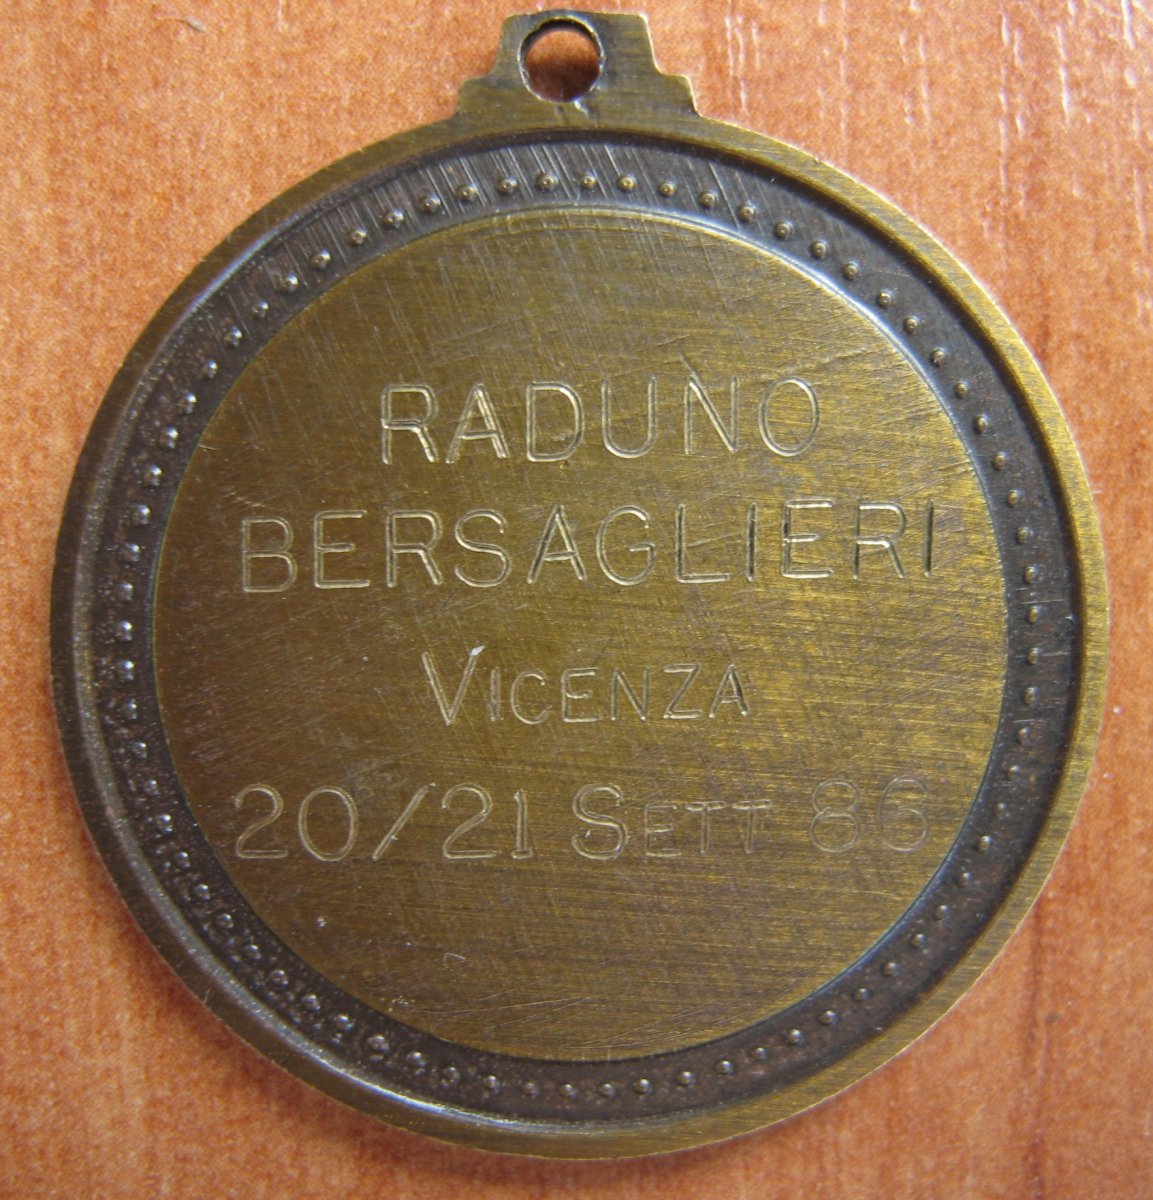 RADUNO
BERSAGLIERI
VICENZA
20/21 SETT 86